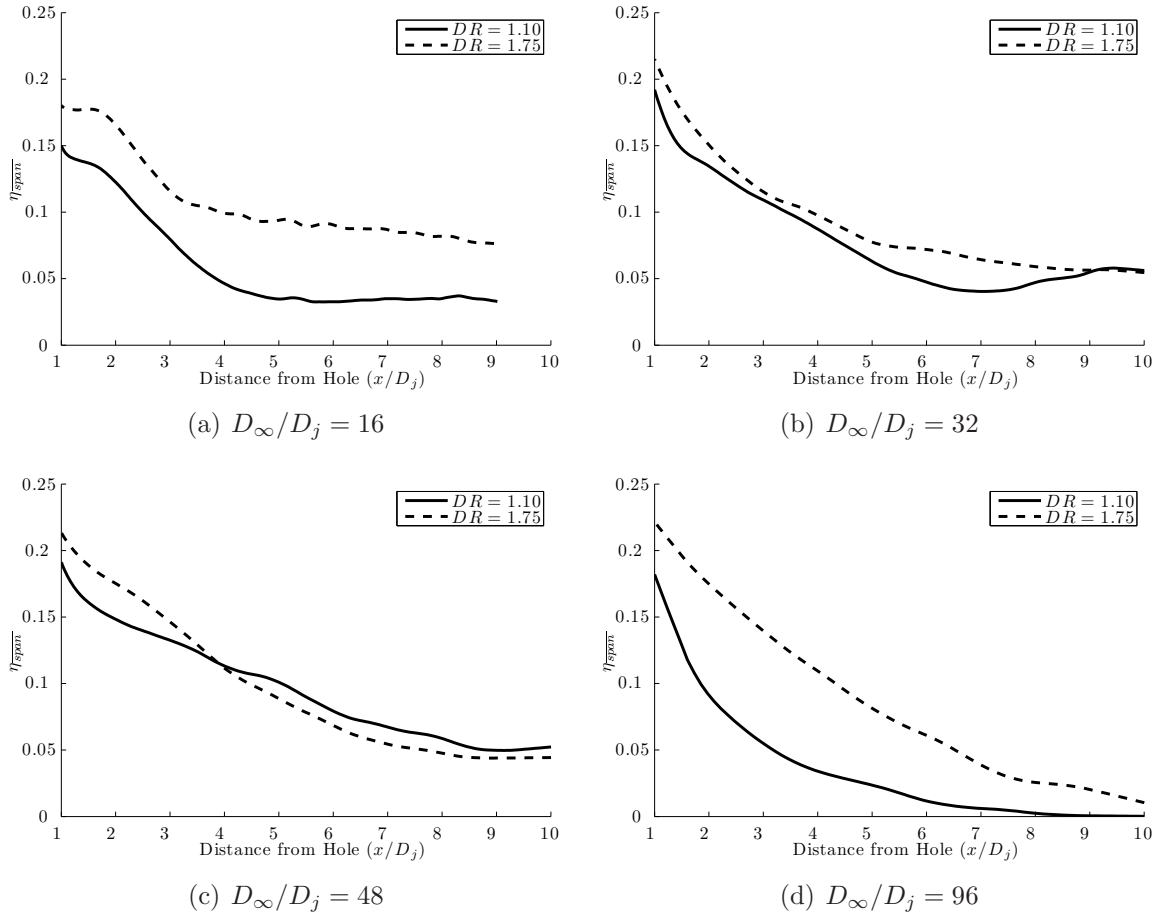 0.25
0.2
0.15
0.1
0.05
0
1 2 3 4 5 6 7 8 9 10
η̅s̅p̅a̅n̅
Distance from Hole (x/D_j)
DR = 1.10
DR = 1.75
(a) D_∞/D_j = 16
0.25
0.2
0.15
0.1
0.05
0
1 2 3 4 5 6 7 8 9 10
η̅s̅p̅a̅n̅
Distance from Hole (x/D_j)
DR = 1.10
DR = 1.75
(b) D_∞/D_j = 32
0.25
0.2
0.15
0.1
0.05
0
1 2 3 4 5 6 7 8 9 10
η̅s̅p̅a̅n̅
Distance from Hole (x/D_j)
DR = 1.10
DR = 1.75
(c) D_∞/D_j = 48
0.25
0.2
0.15
0.1
0.05
0
1 2 3 4 5 6 7 8 9 10
η̅s̅p̅a̅n̅
Distance from Hole (x/D_j)
DR = 1.10
DR = 1.75
(d) D_∞/D_j = 96